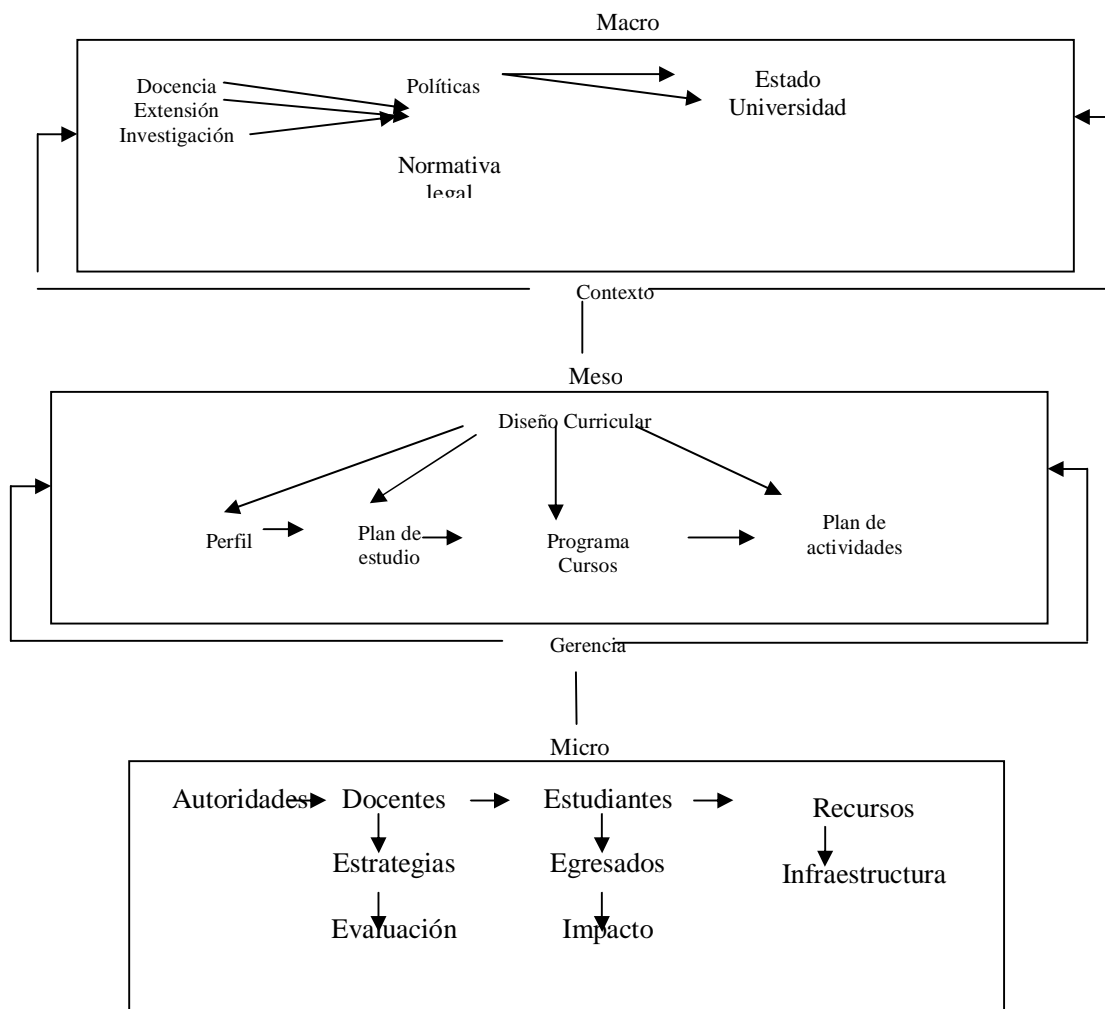 Macro
Docencia
Extensión
Investigación
Políticas
Estado
Universidad
Normativa
legal
Contexto
Meso
Diseño Curricular
Perfil
Plan de
estudio
Programa
Cursos
Plan de
actividades
Gerencia
Micro
Autoridades
Docentes
Estudiantes
Recursos
Estrategias
Egresados
Infraestructura
Evaluación
Impacto